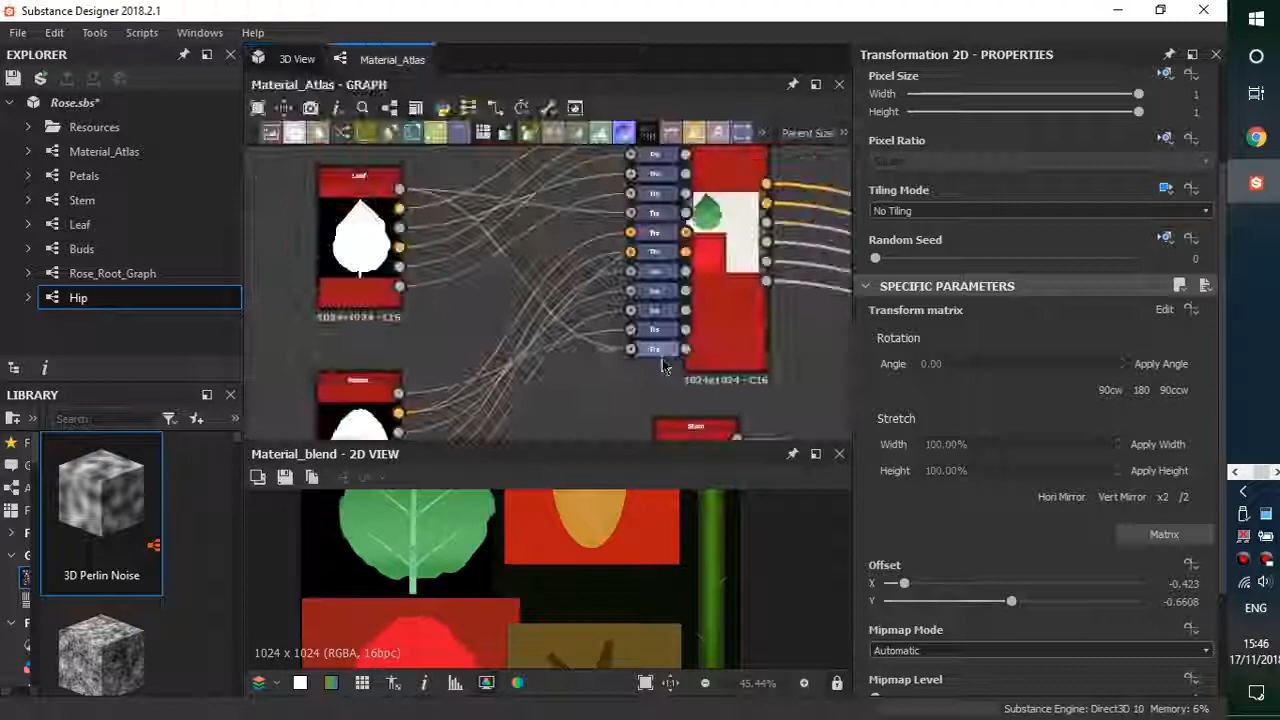 Substance Designer 2018.2.1
File Edit Tools Scripts Windows Help
EXPLORER
Rose.sbs*
Resources
Material_Atlas
Petals
Stem
Leaf
Buds
Rose_Root_Graph
Hip
LIBRARY
Search
3D Perlin Noise
3D View
Material_Atlas
Material_Atlas - GRAPH
Parent Size:
Leaf
1024x1024 - C16
1024x1024 - C16
Stem
Material_blend - 2D VIEW
1024 x 1024 (RGBA, 16bpc)
45.44%
Transformation 2D - PROPERTIES
Pixel Size
Width 1
Height 1
Pixel Ratio
Tiling Mode
No Tiling
Random Seed
0
SPECIFIC PARAMETERS
Transform matrix Edit
Rotation
Angle 0.00 Apply Angle
90cw 180 90ccw
Stretch
Width 100.00% Apply Width
Height 100.00% Apply Height
Hori Mirror Vert Mirror x2 /2
Matrix
Offset
X -0.423
Y -0.6608
Mipmap Mode
Automatic
Mipmap Level
Substance Engine: Direct3D 10 Memory: 6%
ENG
15:46
17/11/2018